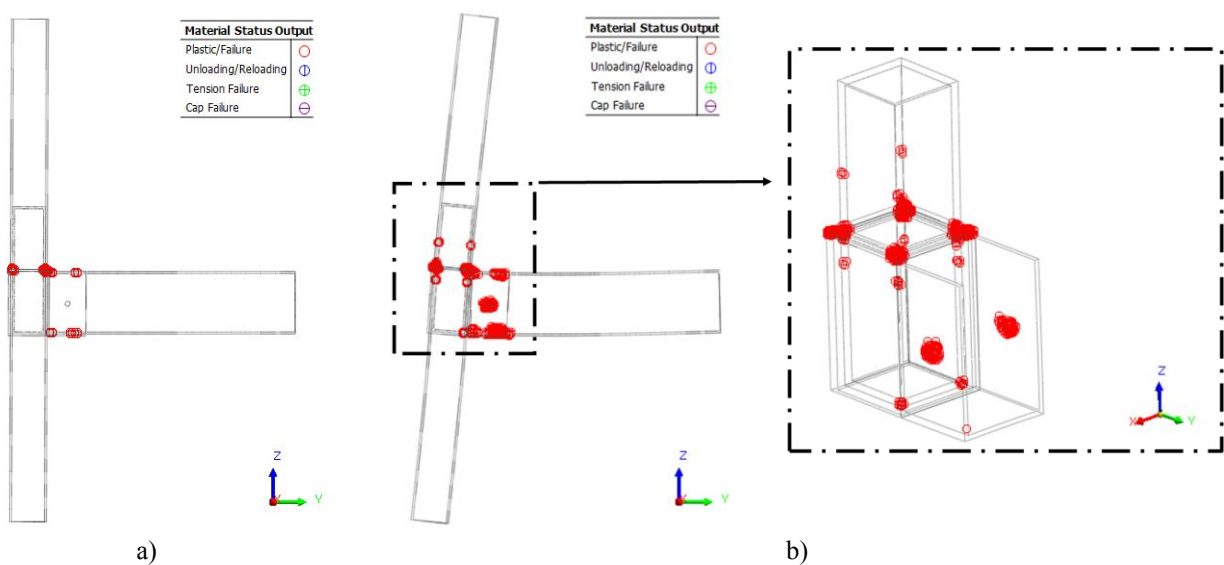 Material Status Output
Plastic/Failure
Unloading/Reloading
Tension Failure
Cap Failure
Z
Y
a)
Material Status Output
Plastic/Failure
Unloading/Reloading
Tension Failure
Cap Failure
Z
Y
Z
X
Y
b)